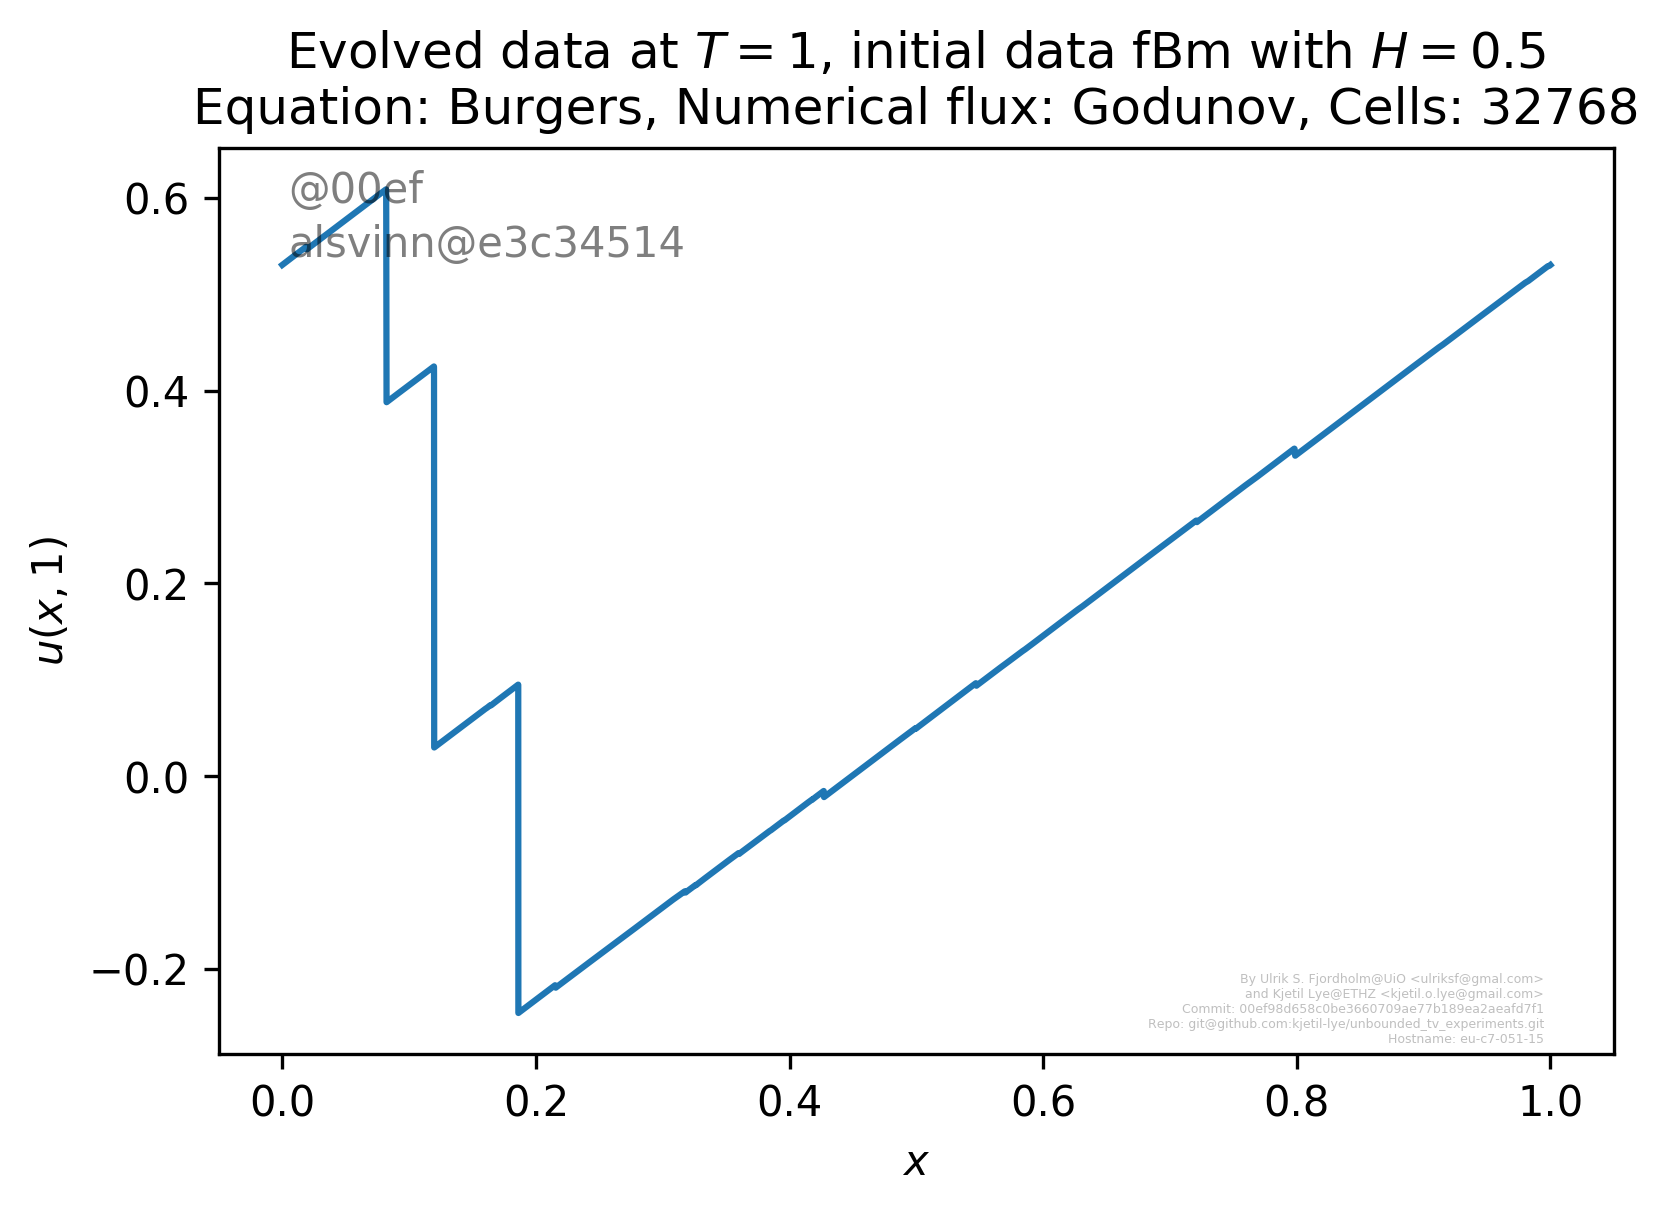 Evolved data at T = 1, initial data fBm with H = 0.5
Equation: Burgers, Numerical flux: Godunov, Cells: 32768
@00ef
alsvinn@e3c34514
0.6
0.4
0.2
0.0
−0.2
u(x, 1)
0.0 0.2 0.4 0.6 0.8 1.0
x
By Ulrik S. Fjordholm@UiO <ulriksf@gmal.com>
and Kjetil Lye@ETHZ <kjetil.o.lye@gmail.com>
Commit: 00ef98d658c0be3660709ae77b189ea2aeafd7f1
Repo: git@github.com:kjetil-lye/unbounded_tv_experiments.git
Hostname: eu-c7-051-15